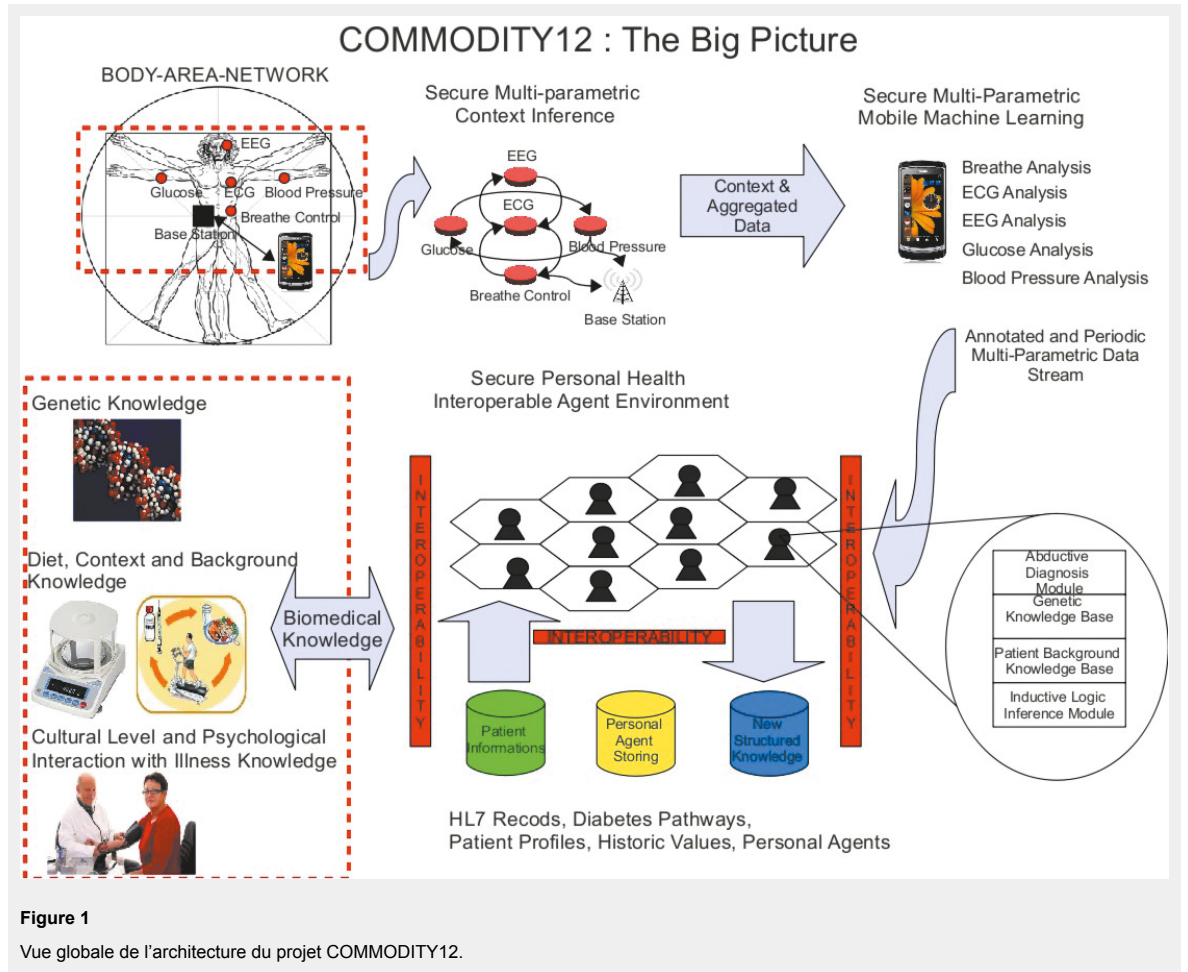 COMMODITY12 : The Big Picture
BODY-AREA-NETWORK
EEG
Glucose
ECG
Blood Pressure
Breathe Control
Base Station
Secure Multi-parametric
Context Inference
EEG
ECG
Glucose
Blood Pressure
Breathe Control
Base Station
Context &
Aggregated
Data
Secure Multi-Parametric
Mobile Machine Learning
Breathe Analysis
ECG Analysis
EEG Analysis
Glucose Analysis
Blood Pressure Analysis
Annotated and Periodic
Multi-Parametric Data
Stream
Genetic Knowledge
Diet, Context and Background
Knowledge
Cultural Level and Psychological
Interaction with Illness Knowledge
Biomedical
Knowledge
Secure Personal Health
Interoperable Agent Environment
INTEROPERABILITY
INTEROPERABILITY
INTEROPERABILITY
Patient
Informations
Personal
Agent
Storing
New
Structured
Knowledge
HL7 Recods, Diabetes Pathways,
Patient Profiles, Historic Values, Personal Agents
Abductive
Diagnosis
Module
Genetic
Knowledge Base
Patient Background
Knowledge Base
Inductive Logic
Inference Module
Figure 1
Vue globale de l’architecture du projet COMMODITY12.